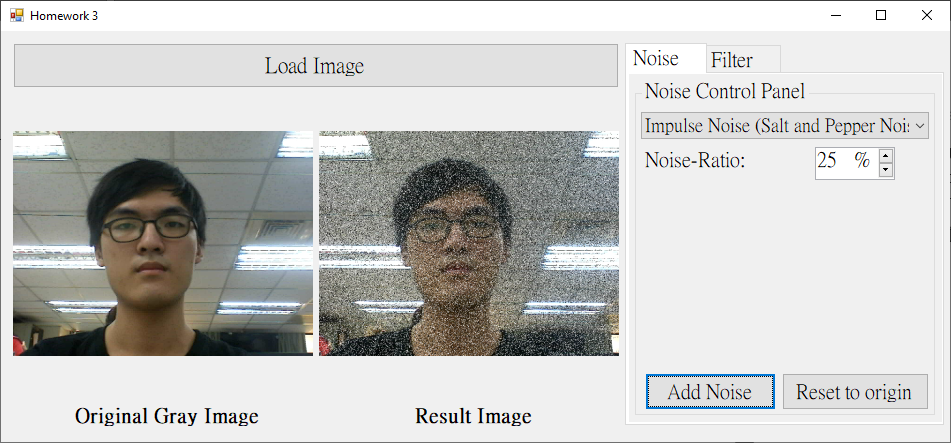 Homework 3
Load Image
Noise
Filter
Noise Control Panel
Impulse Noise (Salt and Pepper Nois
Noise-Ratio:
25 %
Add Noise
Reset to origin
Original Gray Image
Result Image